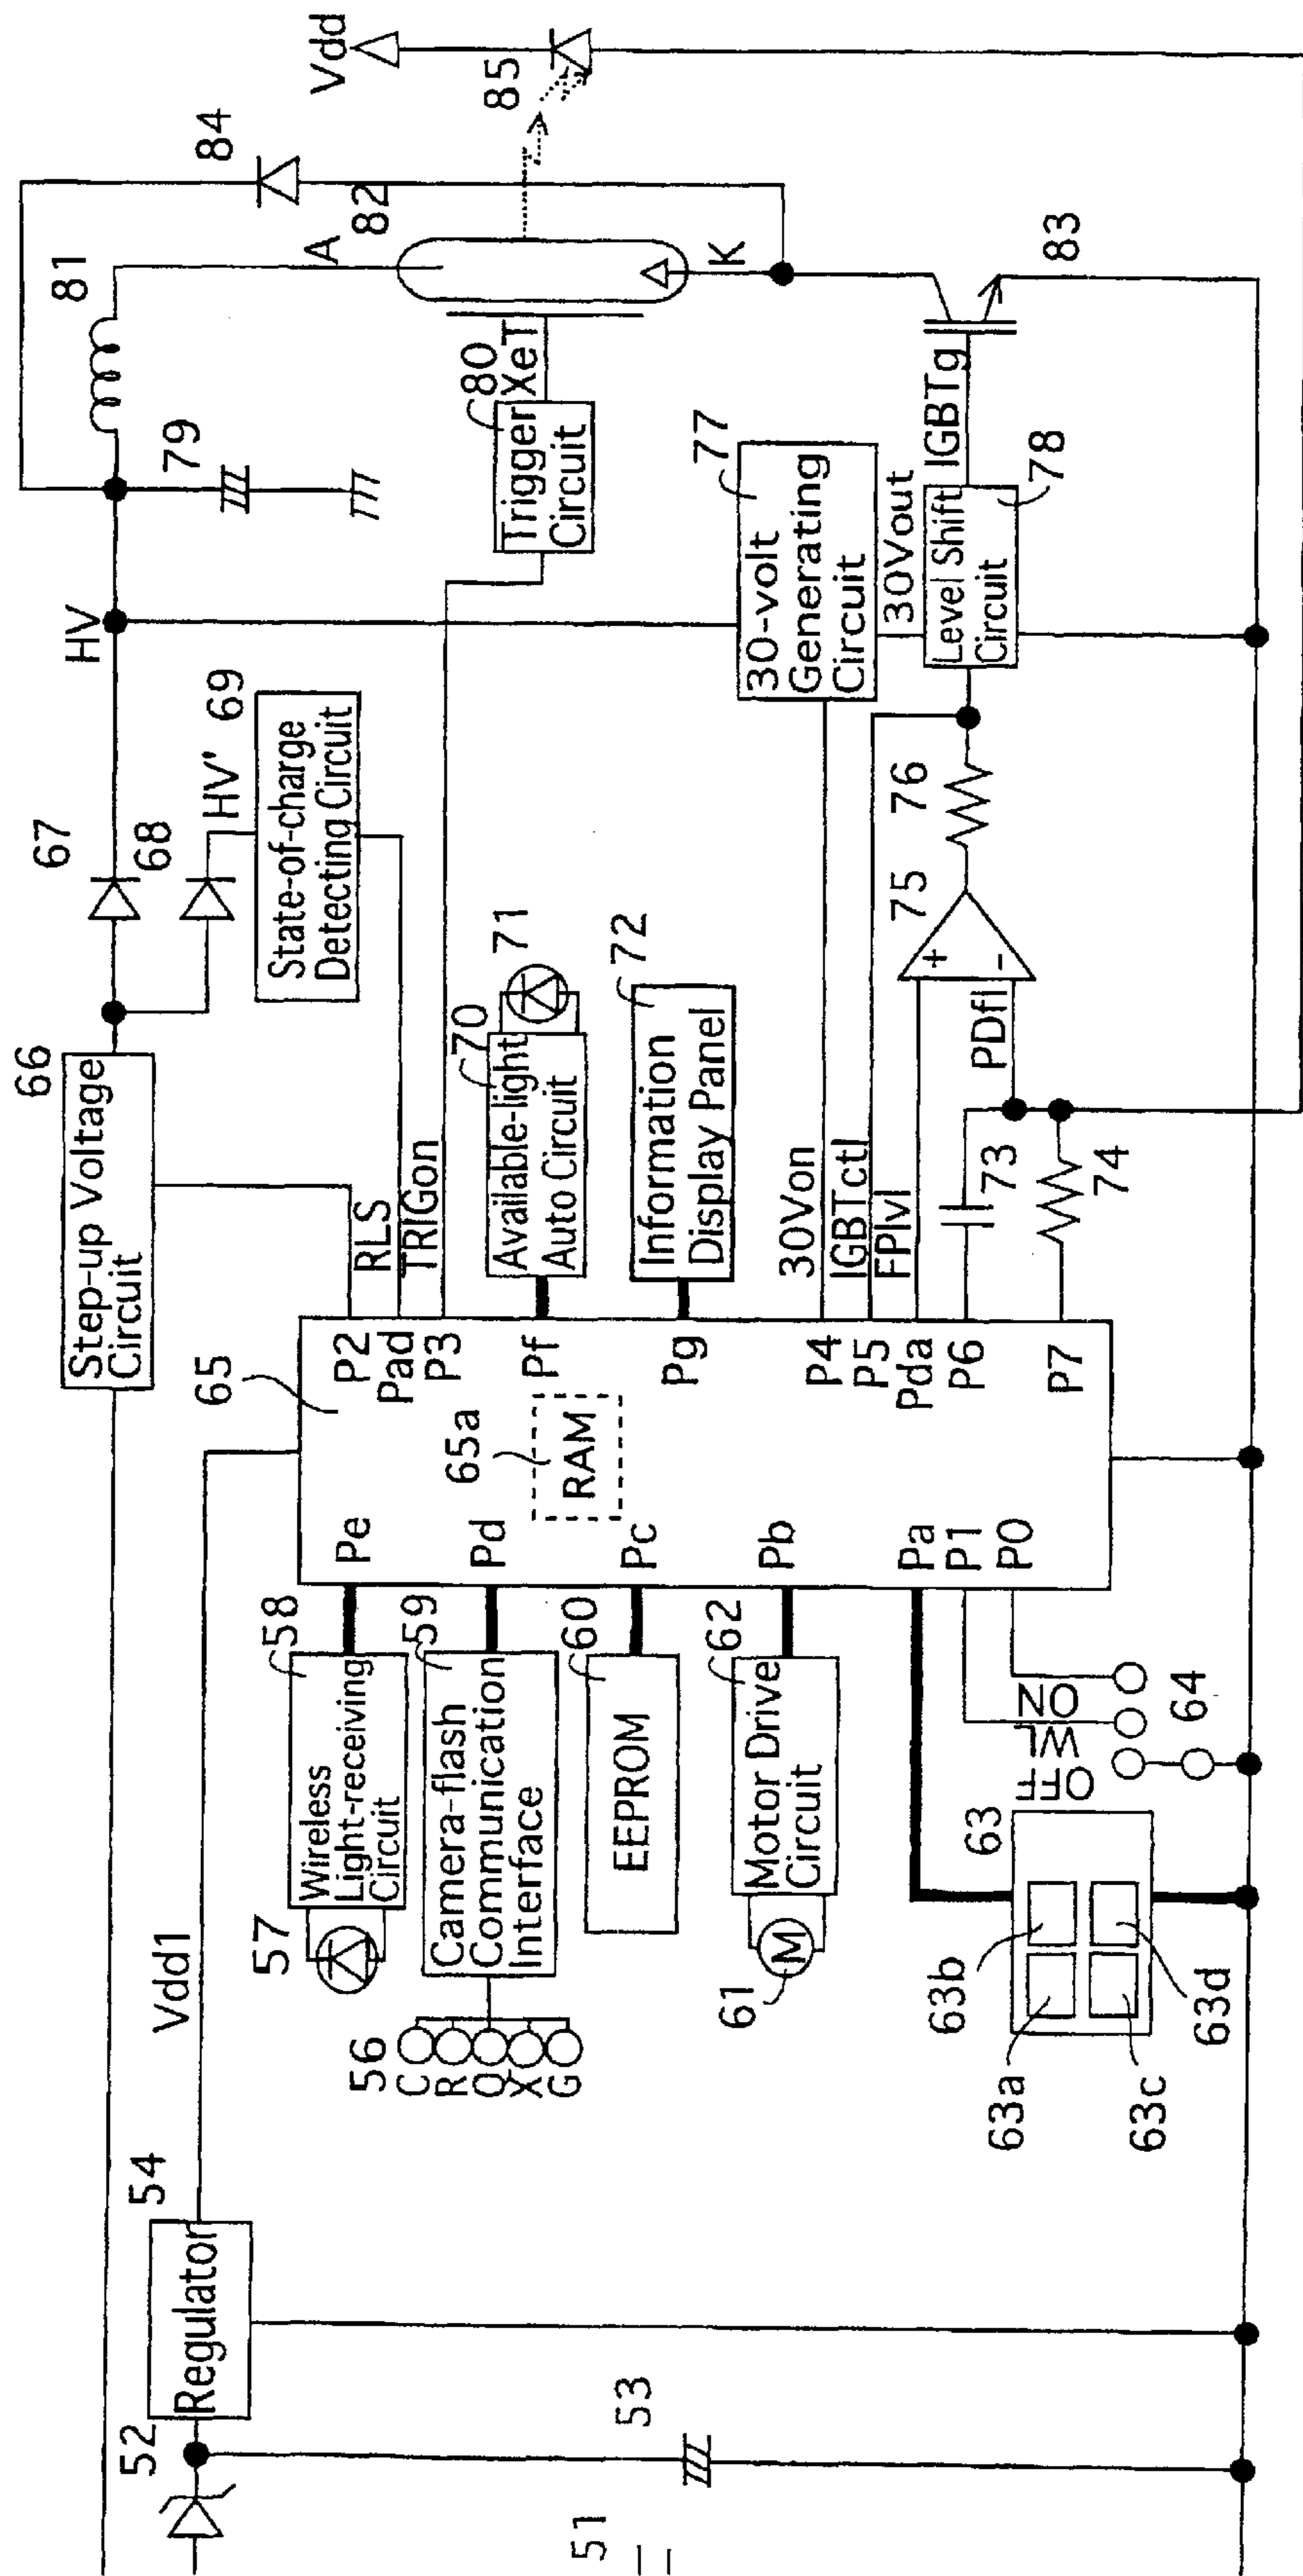 51
52
53
Regulator
54
Vdd1
56
C
R
Q
X
G
57
Wireless
Light-receiving
Circuit
58
Camera-flash
Communication
Interface
59
EEPROM
60
61
M
Motor Drive
Circuit
62
63
63a
63b
63c
63d
OFF
WL
ON
64
65
65a
RAM
Pe
Pd
Pc
Pb
Pa
P1
P0
P2
Pad
P3
Pf
Pg
P4
P5
Pda
P6
P7
Step-up Voltage
Circuit
66
67
68
HV'
69
State-of-charge
Detecting Circuit
RLS
TRIGon
Available-light
Auto Circuit
70
71
Information
Display Panel
72
30Von
IGBTctl
FPlvl
73
74
PDfl
+
-
75
76
30-volt
Generating
Circuit
77
30Vout
Level Shift
Circuit
78
IGBTg
HV
79
Trigger
Circuit
80
XeT
81
A
82
K
83
84
85
Vdd